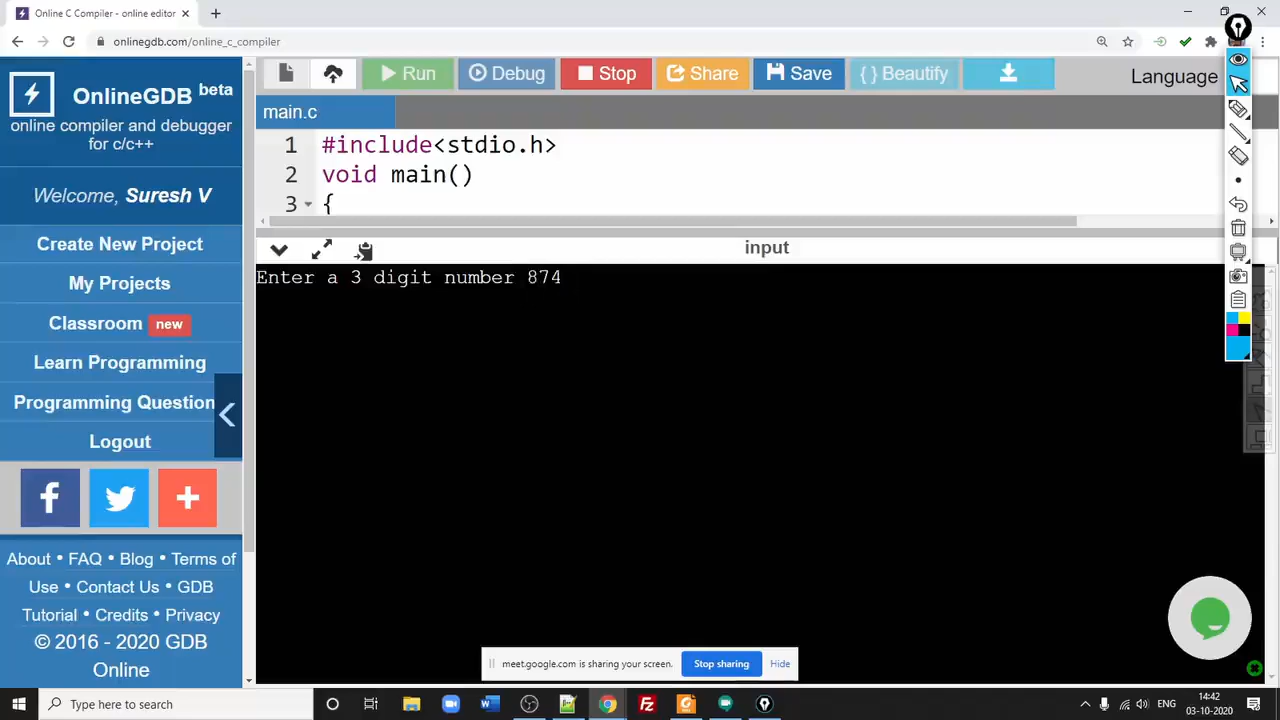 Online C Compiler - online editor
onlinegdb.com/online_c_compiler
OnlineGDB beta
online compiler and debugger
for c/c++
Welcome, Suresh V
Create New Project
My Projects
Classroom new
Learn Programming
Programming Question
Logout
About • FAQ • Blog • Terms of
Use • Contact Us • GDB
Tutorial • Credits • Privacy
© 2016 - 2020 GDB
Online
Run Debug Stop Share Save { } Beautify Language
main.c
1 #include<stdio.h>
2 void main()
3 {
input
Enter a 3 digit number 874
meet.google.com is sharing your screen. Stop sharing Hide
Type here to search
ENG
14:42
03-10-2020